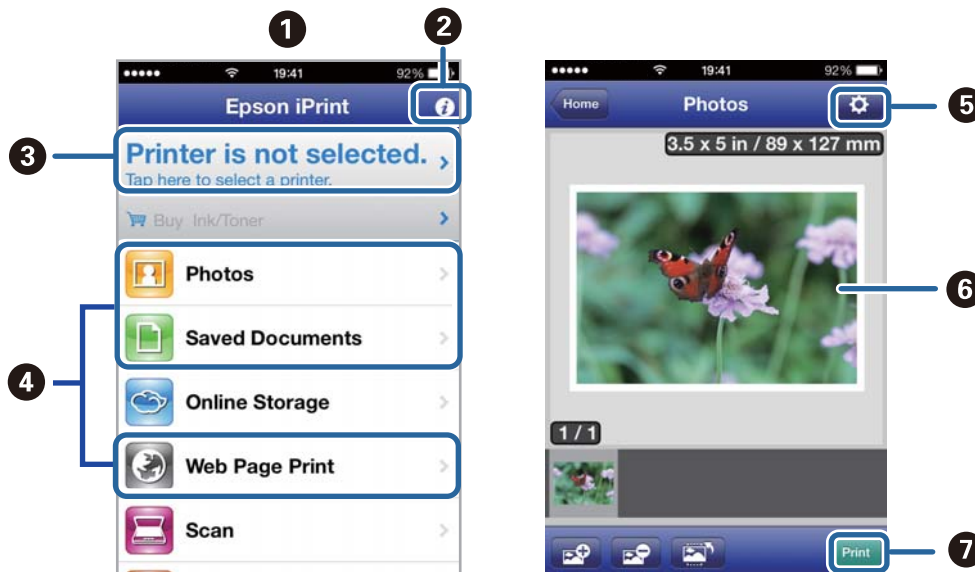 1
2
19:41
92%
Epson iPrint
3
Printer is not selected.
Tap here to select a printer.
Buy Ink/Toner
Photos
Saved Documents
4
Online Storage
Web Page Print
Scan
19:41
92%
Home
Photos
5
3.5 x 5 in / 89 x 127 mm
6
1 / 1
Print
7